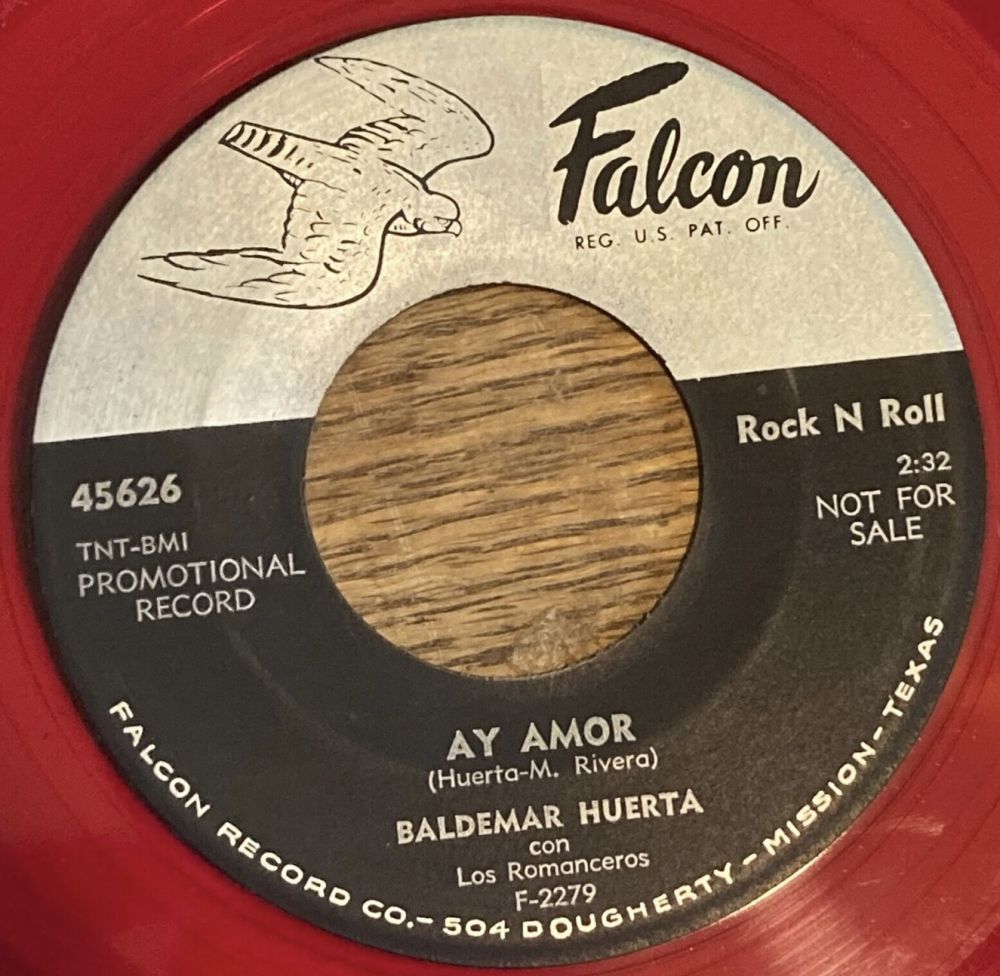 Falcon
REG. U.S. PAT. OFF.
Rock N Roll
2:32
NOT FOR
SALE
45626
TNT-BMI
PROMOTIONAL
RECORD
AY AMOR
(Huerta-M. Rivera)
BALDEMAR HUERTA
con
Los Romanceros
F-2279
FALCON RECORD CO.- 504 DOUGHERTY - MISSION - TEXAS